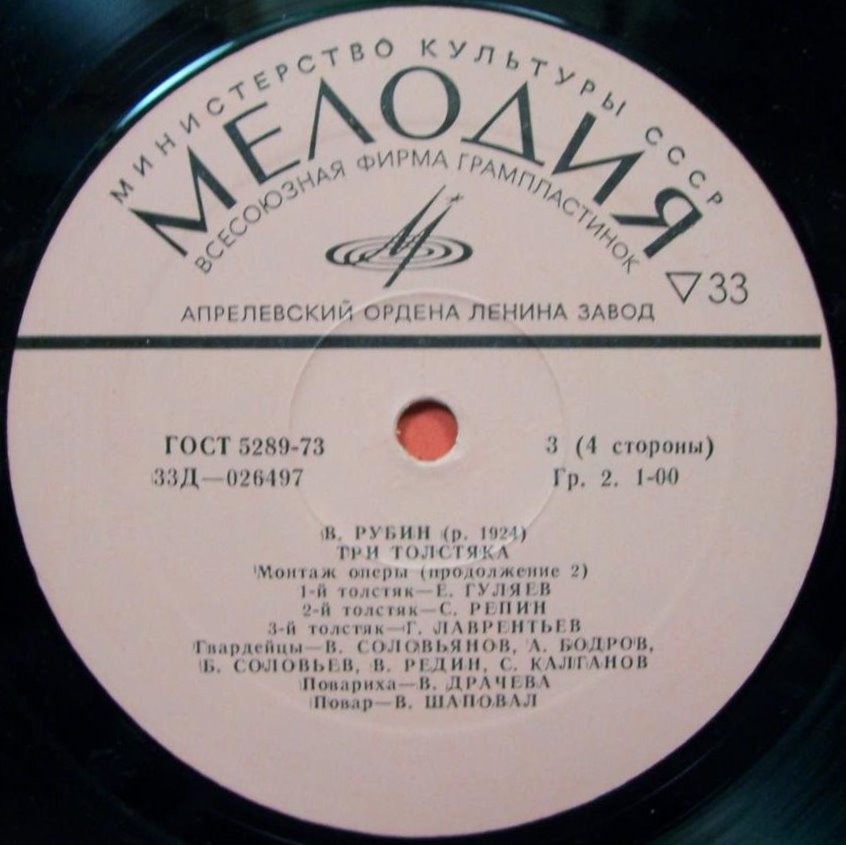 МИНИСТЕРСТВО КУЛЬТУРЫ СССР
МЕЛОДИЯ
ВСЕСОЮЗНАЯ ФИРМА ГРАМПЛАСТИНОК
▽33
АПРЕЛЕВСКИЙ ОРДЕНА ЛЕНИНА ЗАВОД
ГОСТ 5289-73
3 (4 стороны)
33Д—026497
Гр. 2. 1-00
В. РУБИН (р. 1924)
ТРИ ТОЛСТЯКА
Монтаж оперы (продолжение 2)
1-й толстяк—Е. ГУЛЯЕВ
2-й толстяк—С. РЕПИН
3-й толстяк—Г. ЛАВРЕНТЬЕВ
Гвардейцы—В. СОЛОВЬЯНОВ, А. БОДРОВ,
Б. СОЛОВЬЕВ, В. РЕДИН, С. КАЛГАНОВ
Повариха—В. ДРАЧЕВА
Повар—В. ШАПОВАЛ